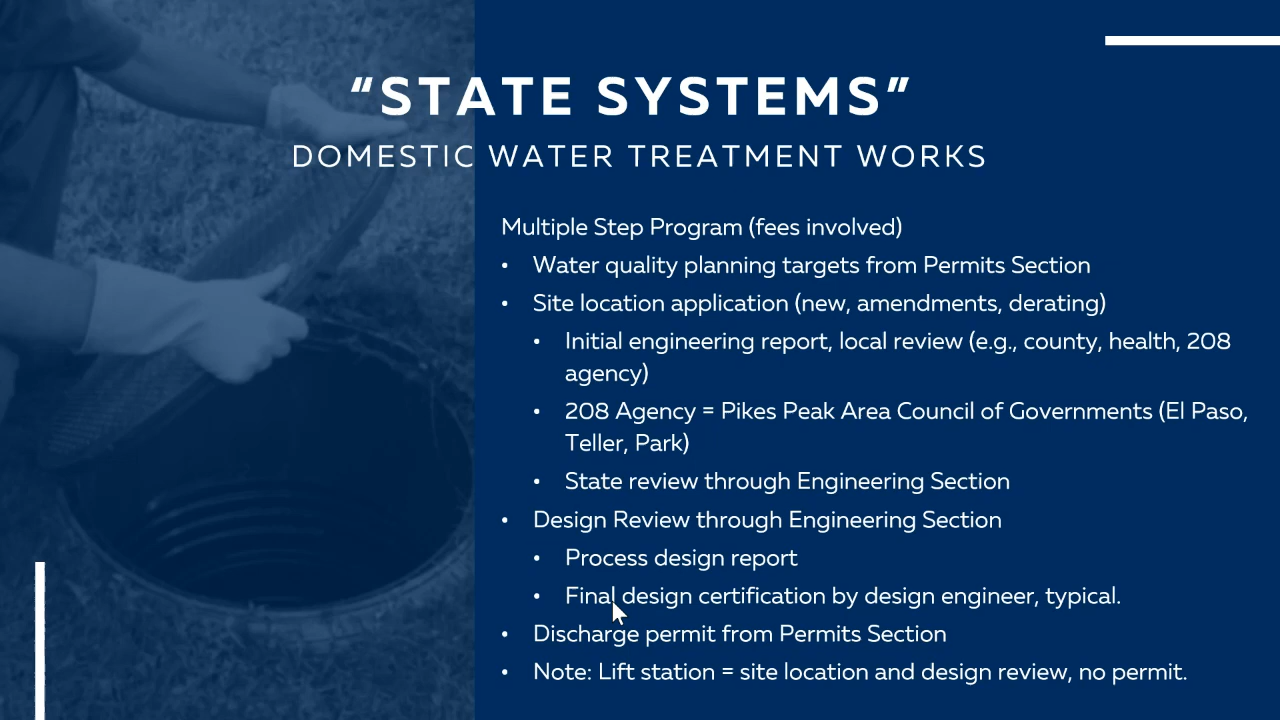 “STATE SYSTEMS”
DOMESTIC WATER TREATMENT WORKS
Multiple Step Program (fees involved)
• Water quality planning targets from Permits Section
• Site location application (new, amendments, derating)
• Initial engineering report, local review (e.g., county, health, 208
agency)
• 208 Agency = Pikes Peak Area Council of Governments (El Paso,
Teller, Park)
• State review through Engineering Section
• Design Review through Engineering Section
• Process design report
• Final design certification by design engineer, typical.
• Discharge permit from Permits Section
• Note: Lift station = site location and design review, no permit.